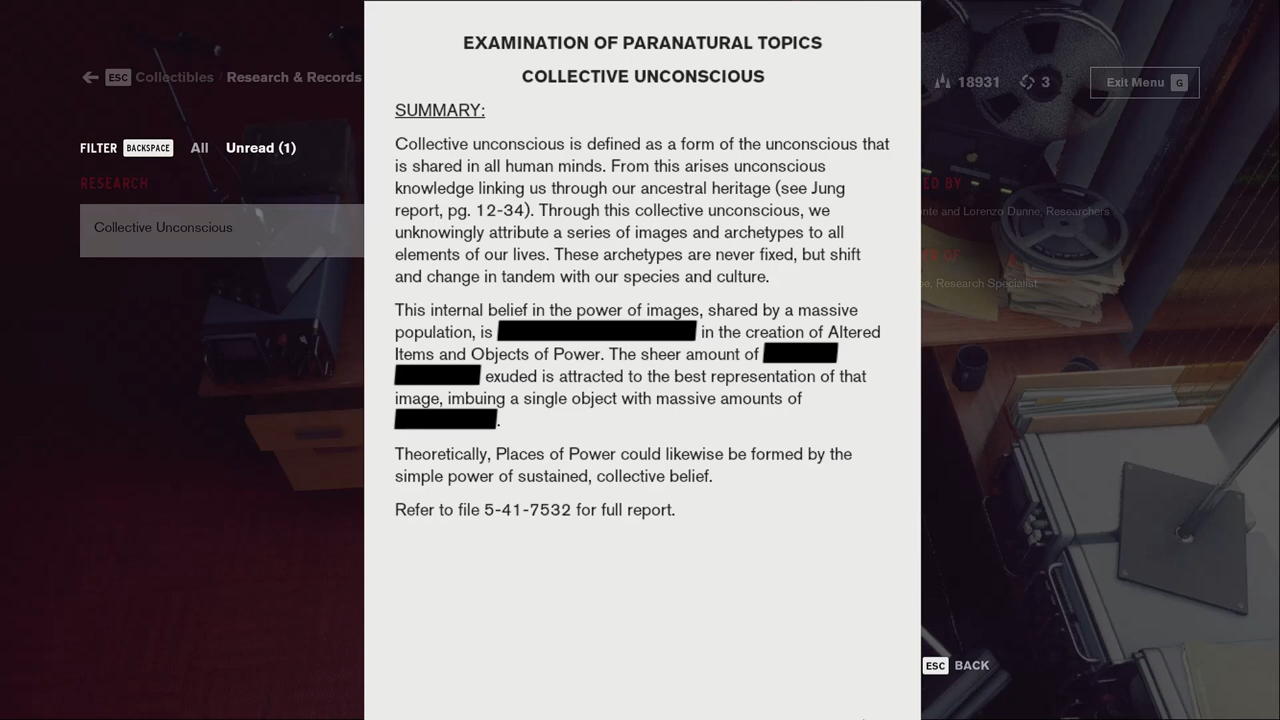 EXAMINATION OF PARANATURAL TOPICS
COLLECTIVE UNCONSCIOUS
ESC Collectibles / Research & Records
18931
3
Exit Menu G
SUMMARY:
FILTER BACKSPACE All Unread (1)
RESEARCH
Collective Unconscious
Collective unconscious is defined as a form of the unconscious that
is shared in all human minds. From this arises unconscious
knowledge linking us through our ancestral heritage (see Jung
report, pg. 12-34). Through this collective unconscious, we
unknowingly attribute a series of images and archetypes to all
elements of our lives. These archetypes are never fixed, but shift
and change in tandem with our species and culture.
This internal belief in the power of images, shared by a massive
population, is in the creation of Altered
Items and Objects of Power. The sheer amount of
exuded is attracted to the best representation of that
image, imbuing a single object with massive amounts of
.
Theoretically, Places of Power could likewise be formed by the
simple power of sustained, collective belief.
Refer to file 5-41-7532 for full report.
BY
and Lorenzo Dunne, Researchers
OF
Research Specialist
ESC BACK